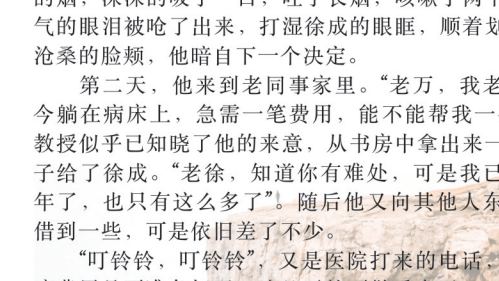 的烟，深深的吸了一口，吐了长烟，咳嗽了两
气的眼泪被呛了出来，打湿徐成的眼眶，顺着划
沧桑的脸颊，他暗自下一个决定。
第二天，他来到老同事家里。“老万，我老
今躺在病床上，急需一笔费用，能不能帮我一
教授似乎已知晓了他的来意，从书房中拿出来一
子给了徐成。“老徐，知道你有难处，可是我已
年了，也只有这么多了”。随后他又向其他人东
借到一些，可是依旧差了不少。
“叮铃铃，叮铃铃”，又是医院打来的电话，